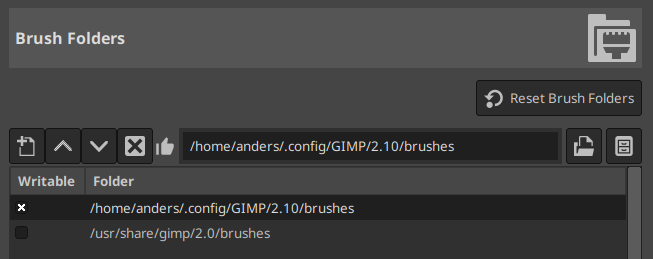 Brush Folders
Reset Brush Folders
/home/anders/.config/GIMP/2.10/brushes
Writable Folder
/home/anders/.config/GIMP/2.10/brushes
/usr/share/gimp/2.0/brushes